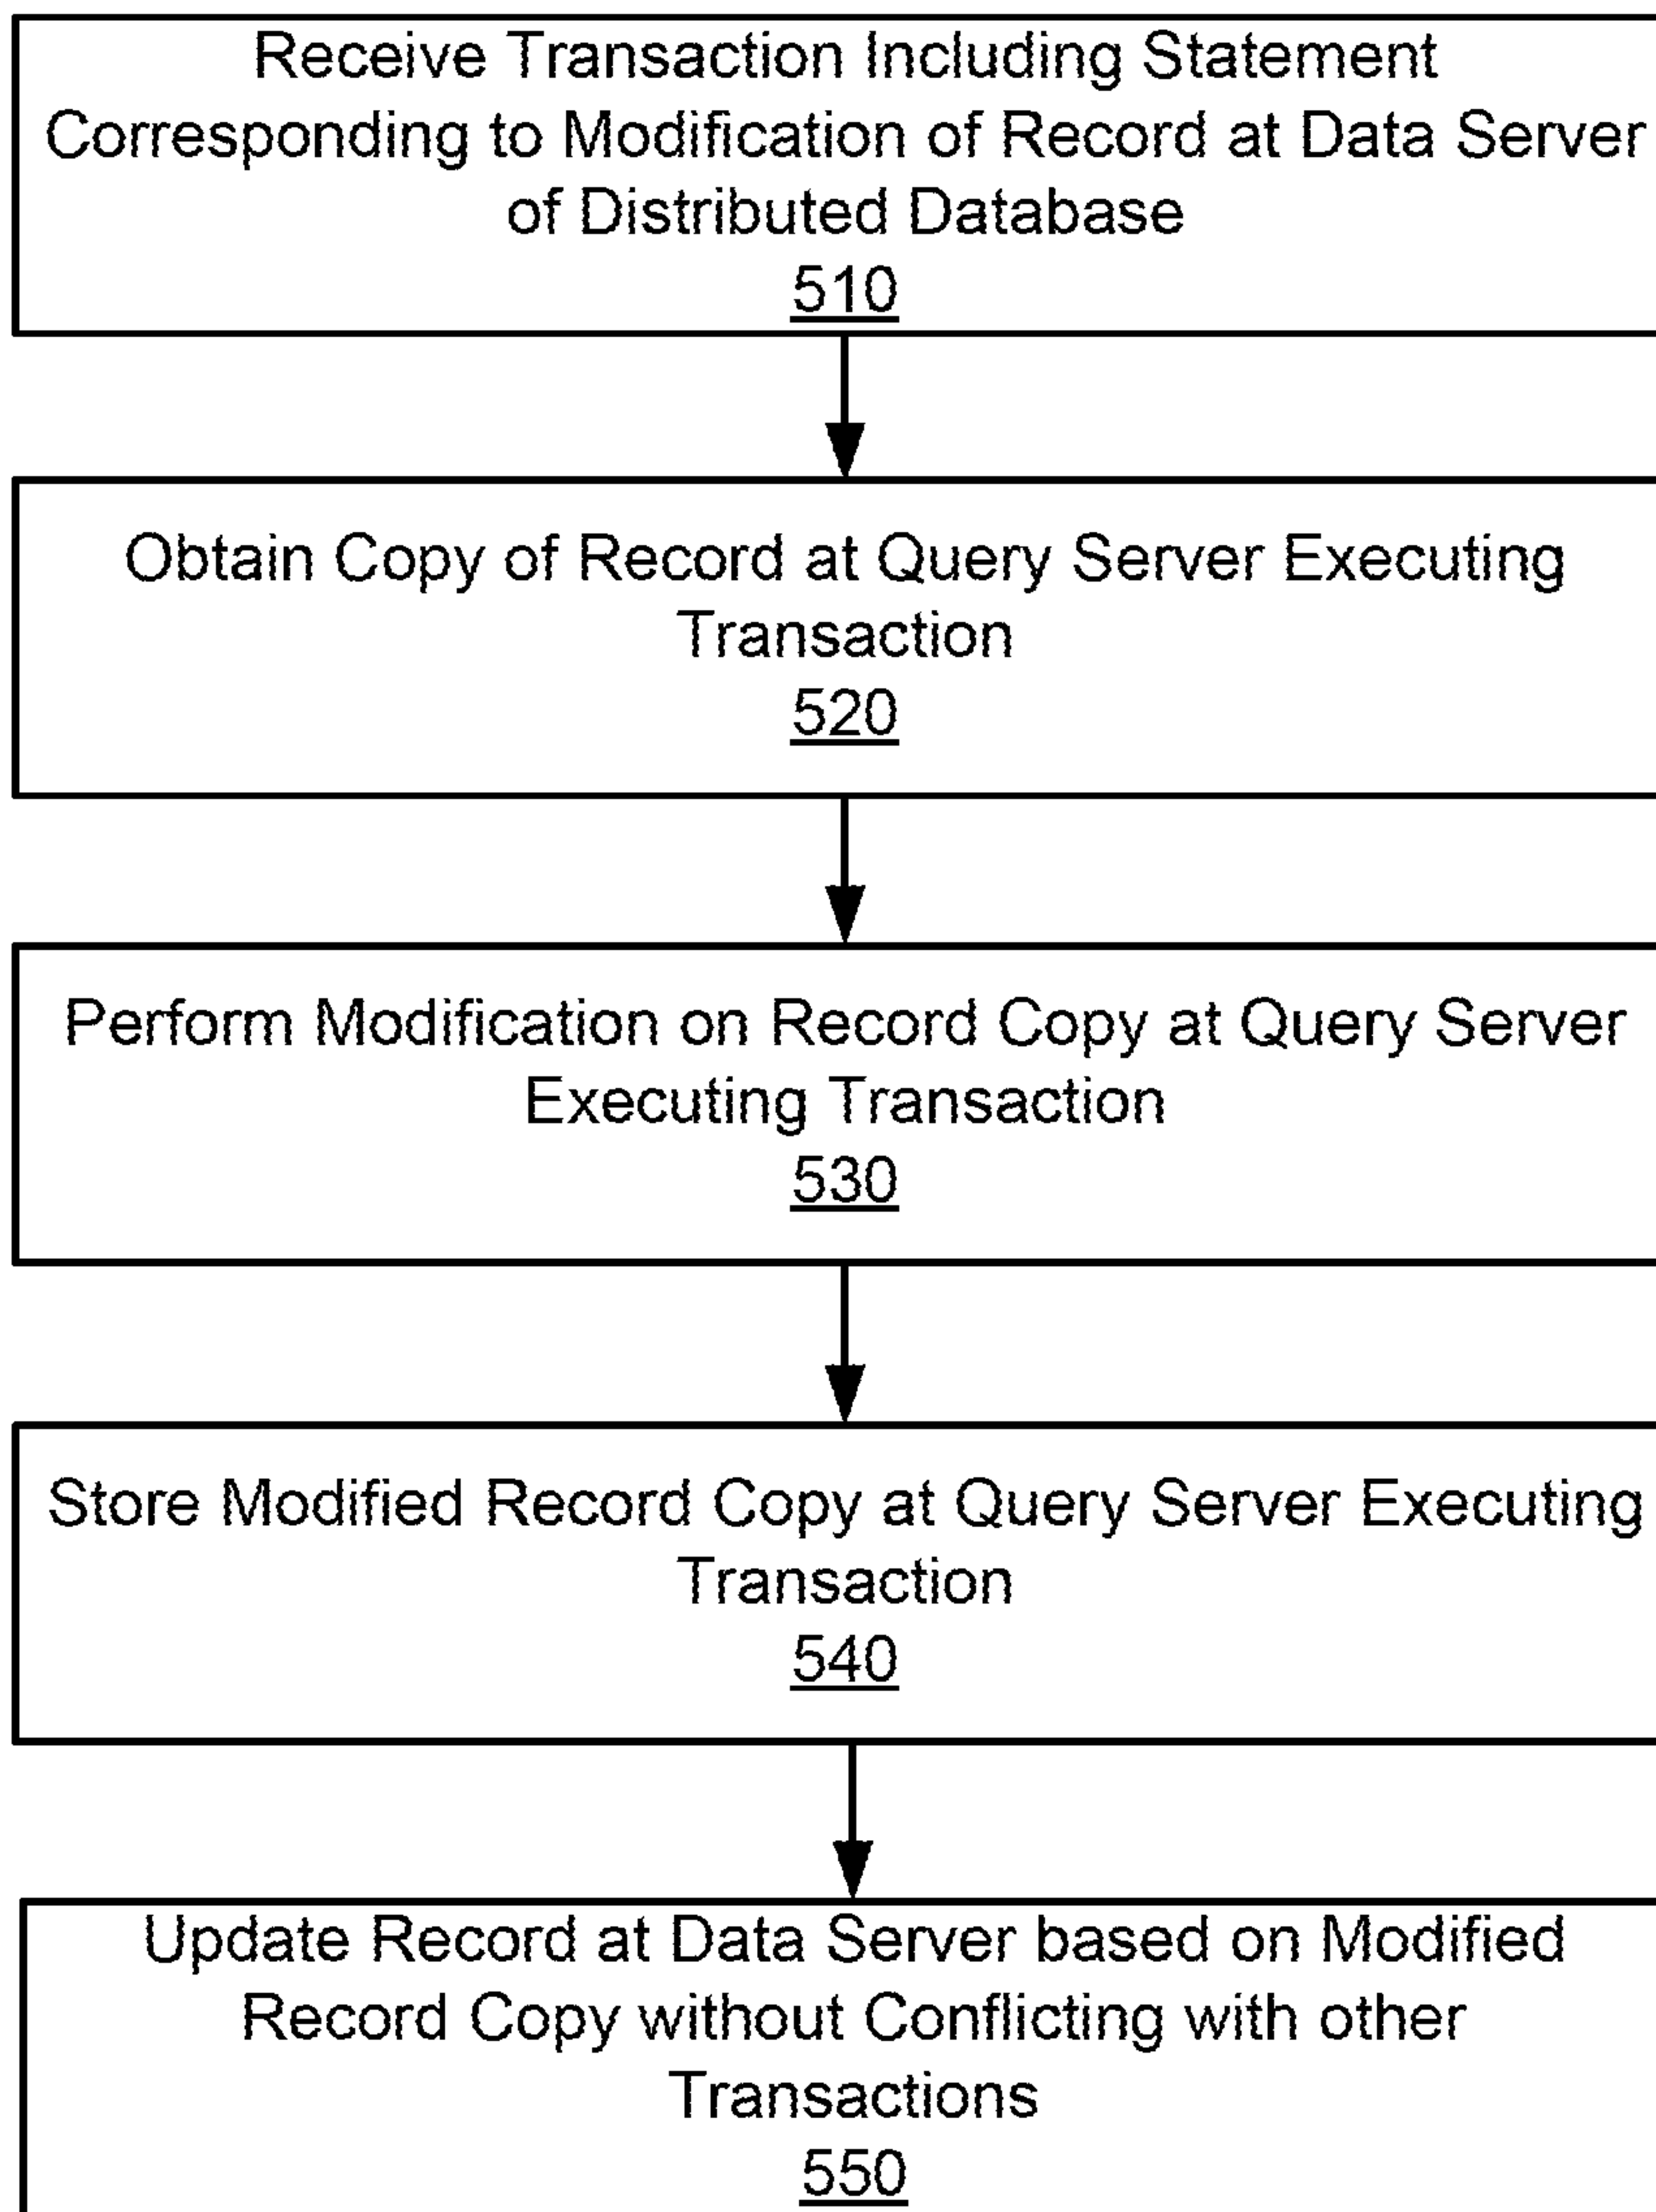 Receive Transaction Including Statement
Corresponding to Modification of Record at Data Server
of Distributed Database
510
Obtain Copy of Record at Query Server Executing
Transaction
520
Perform Modification on Record Copy at Query Server
Executing Transaction
530
Store Modified Record Copy at Query Server Executing
Transaction
540
Update Record at Data Server based on Modified
Record Copy without Conflicting with other
Transactions
550